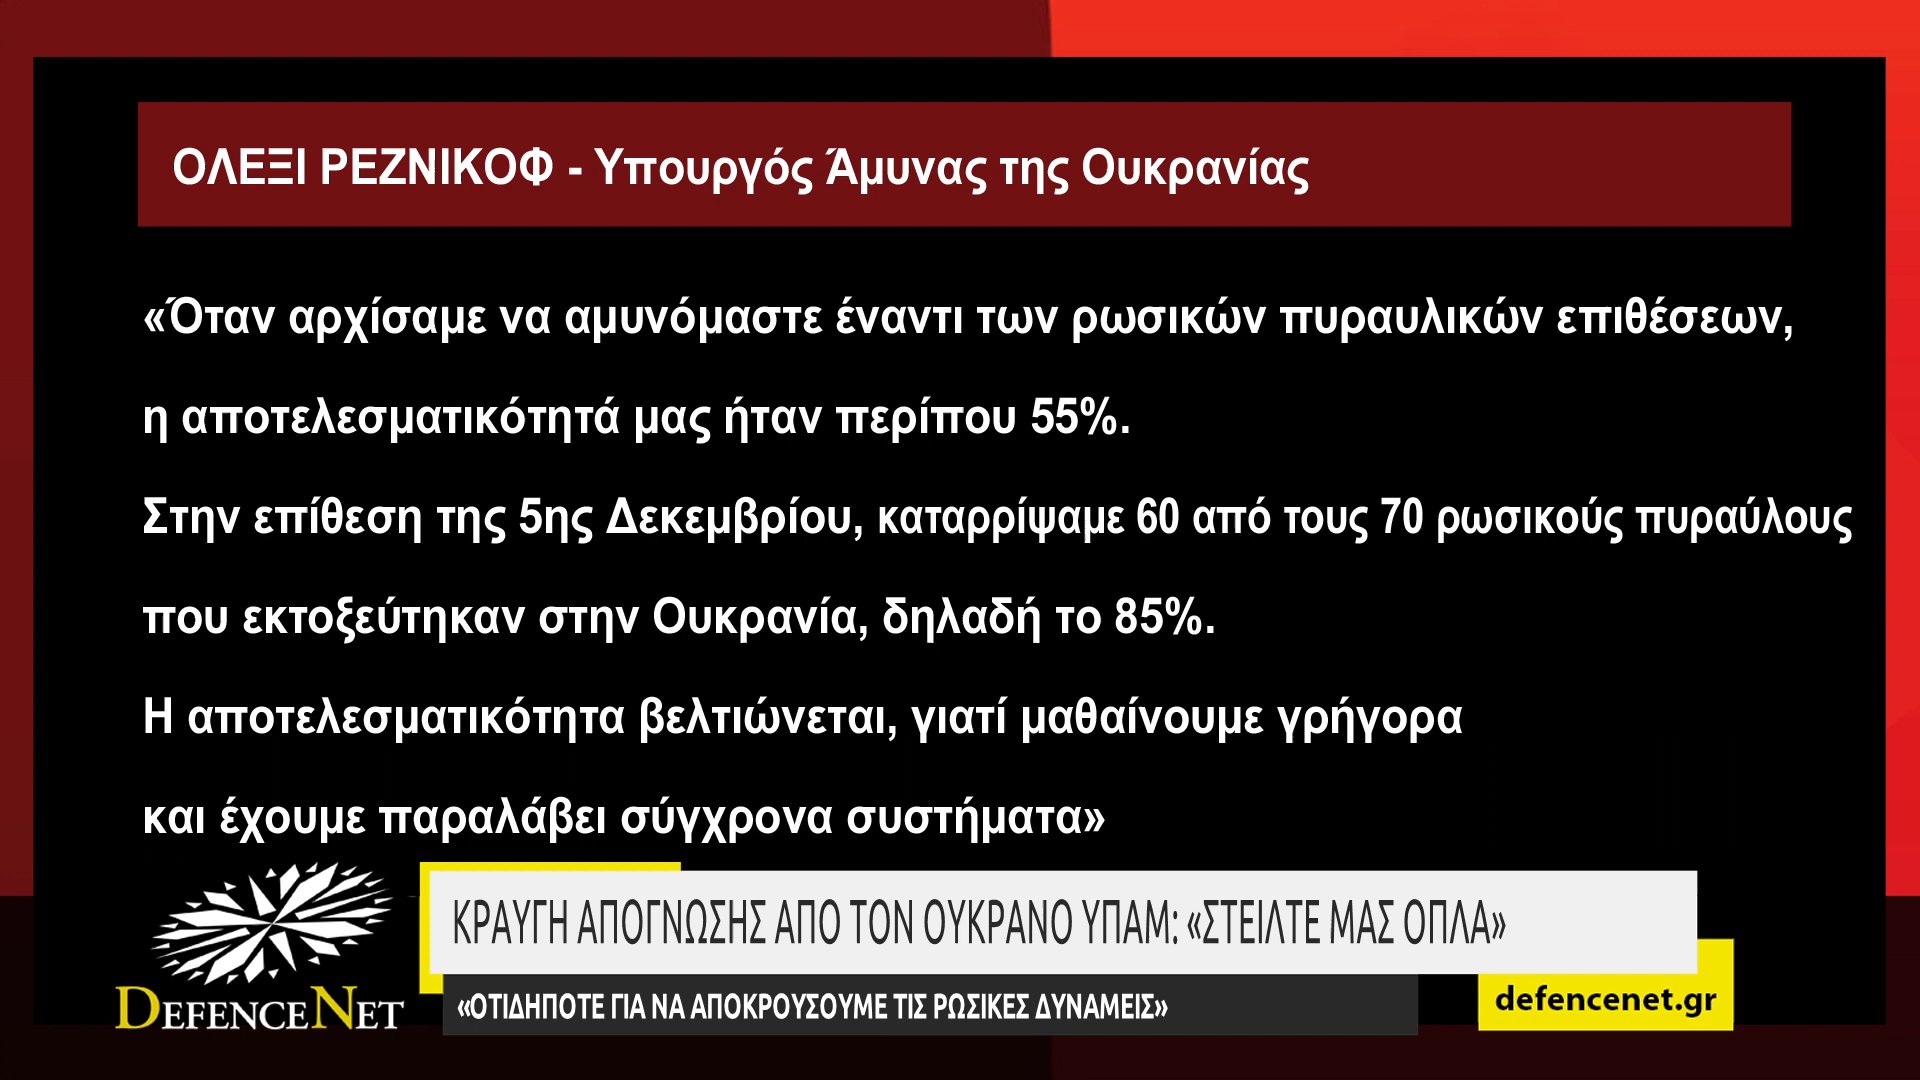 ΟΛΕΞΙ ΡΕΖΝΙΚΟΦ - Υπουργός Άμυνας της Ουκρανίας
«Όταν αρχίσαμε να αμυνόμαστε έναντι των ρωσικών πυραυλικών επιθέσεων,
η αποτελεσματικότητά μας ήταν περίπου 55%.
Στην επίθεση της 5ης Δεκεμβρίου, καταρρίψαμε 60 από τους 70 ρωσικούς πυραύλους
που εκτοξεύτηκαν στην Ουκρανία, δηλαδή το 85%.
Η αποτελεσματικότητα βελτιώνεται, γιατί μαθαίνουμε γρήγορα
και έχουμε παραλάβει σύγχρονα συστήματα»
ΚΡΑΥΓΗ ΑΠΟΓΝΩΣΗΣ ΑΠΟ ΤΟΝ ΟΥΚΡΑΝΟ ΥΠΑΜ: «ΣΤΕΙΛΤΕ ΜΑΣ ΟΠΛΑ»
«ΟΤΙΔΗΠΟΤΕ ΓΙΑ ΝΑ ΑΠΟΚΡΟΥΣΟΥΜΕ ΤΙΣ ΡΩΣΙΚΕΣ ΔΥΝΑΜΕΙΣ»
DEFENCENET
defencenet.gr